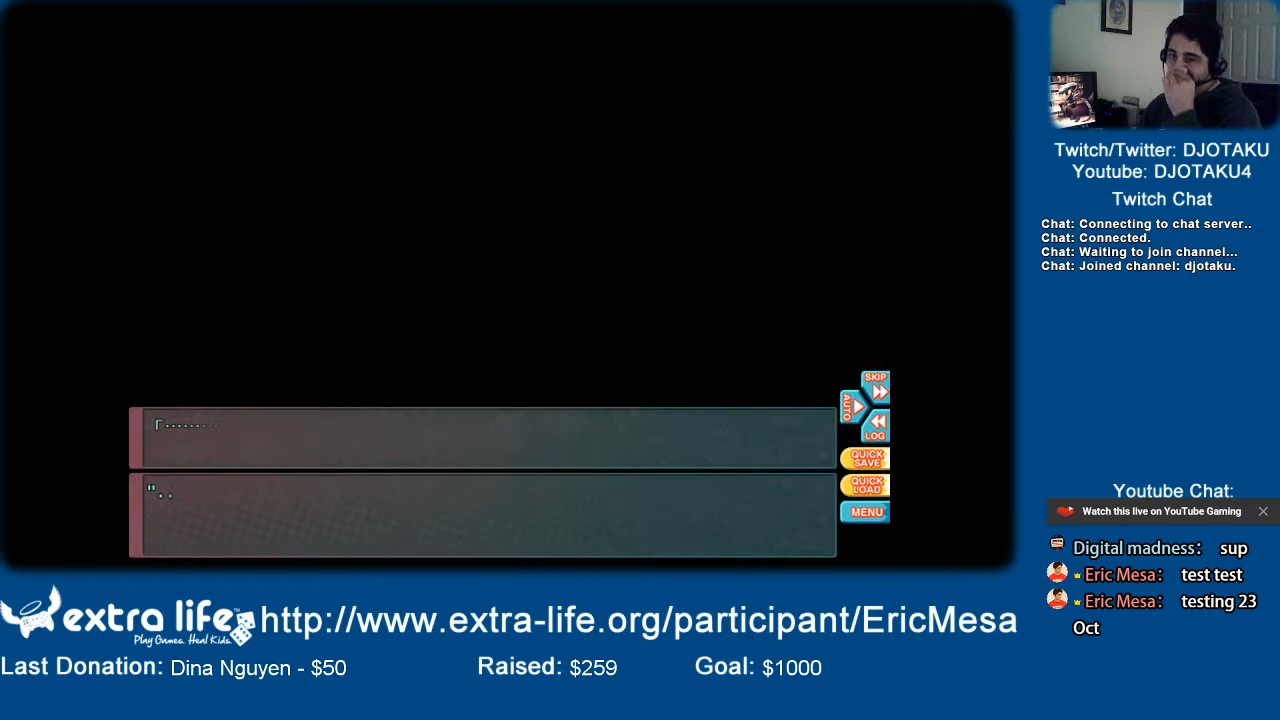 Twitch/Twitter: DJOTAKU
Youtube: DJOTAKU4
Twitch Chat
Chat: Connecting to chat server..
Chat: Connected.
Chat: Waiting to join channel...
Chat: Joined channel: djotaku.
SKIP
AUTO
LOG
QUICK
SAVE
QUICK
LOAD
MENU
「.........
"..
Youtube Chat:
Watch this live on YouTube Gaming
Digital madness: sup
Eric Mesa: test test
Eric Mesa: testing 23
Oct
extra life
Play Games. Heal Kids.
http://www.extra-life.org/participant/EricMesa
Last Donation: Dina Nguyen - $50
Raised: $259
Goal: $1000